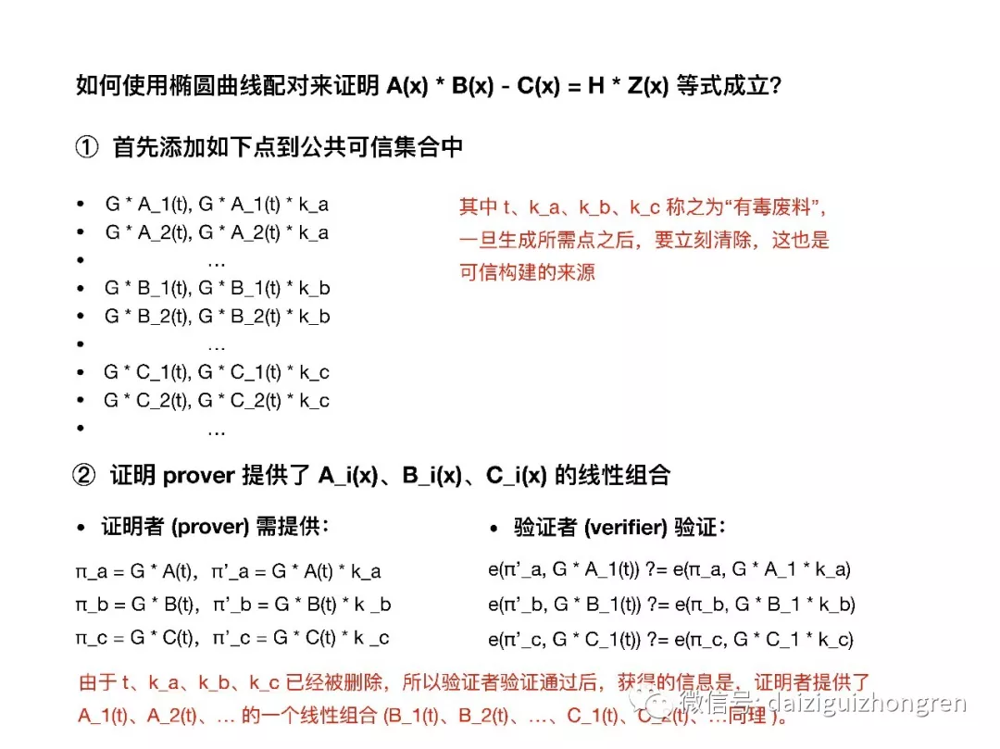 如何使用椭圆曲线配对来证明 A(x) * B(x) - C(x) = H * Z(x) 等式成立？
① 首先添加如下点到公共可信集合中
• G * A_1(t), G * A_1(t) * k_a
• G * A_2(t), G * A_2(t) * k_a
• …
• G * B_1(t), G * B_1(t) * k_b
• G * B_2(t), G * B_2(t) * k_b
• …
• G * C_1(t), G * C_1(t) * k_c
• G * C_2(t), G * C_2(t) * k_c
• …
其中 t、k_a、k_b、k_c 称之为“有毒废料”，
一旦生成所需点之后，要立刻清除，这也是
可信构建的来源
② 证明 prover 提供了 A_i(x)、B_i(x)、C_i(x) 的线性组合
• 证明者 (prover) 需提供：
π_a = G * A(t)，π’_a = G * A(t) * k_a
π_b = G * B(t)，π’_b = G * B(t) * k _b
π_c = G * C(t)，π’_c = G * C(t) * k _c
• 验证者 (verifier) 验证：
e(π’_a, G * A_1(t)) ?= e(π_a, G * A_1 * k_a)
e(π’_b, G * B_1(t)) ?= e(π_b, G * B_1 * k_b)
e(π’_c, G * C_1(t)) ?= e(π_c, G * C_1 * k_c)
由于 t、k_a、k_b、k_c 已经被删除，所以验证者验证通过后，获得的信息是，证明者提供了
A_1(t)、A_2(t)、… 的一个线性组合 (B_1(t)、B_2(t)、…、C_1(t)、C_2(t)、…同理 )。
微信号: daiziguizhongren